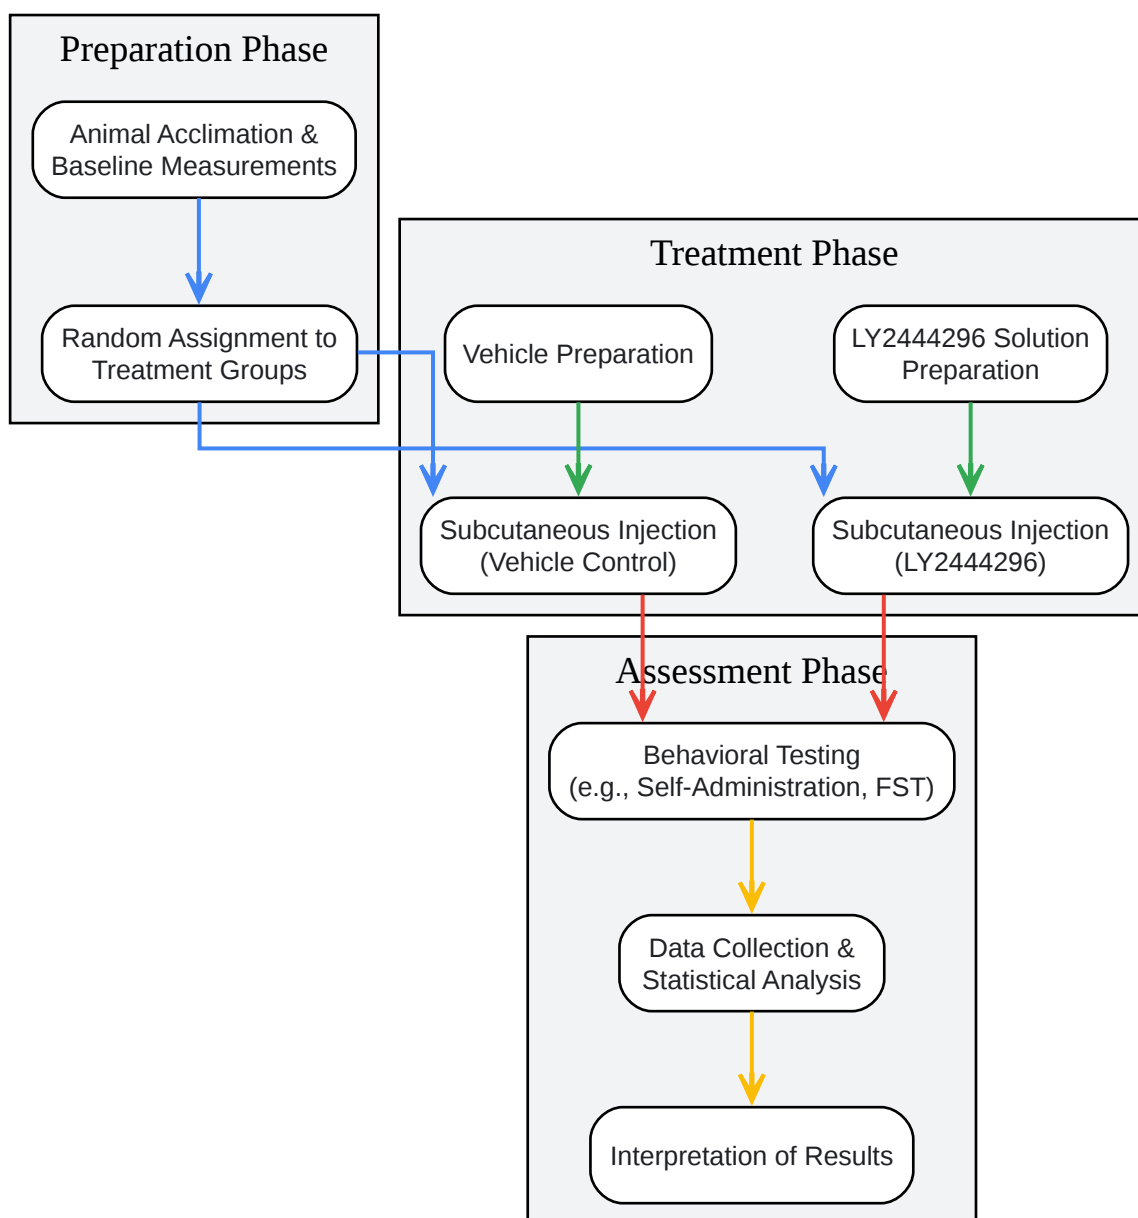 Preparation Phase
Animal Acclimation &
Baseline Measurements
Random Assignment to
Treatment Groups
Treatment Phase
Vehicle Preparation
LY2444296 Solution
Preparation
Subcutaneous Injection
(Vehicle Control)
Subcutaneous Injection
(LY2444296)
Assessment Phase
Behavioral Testing
(e.g., Self-Administration, FST)
Data Collection &
Statistical Analysis
Interpretation of Results